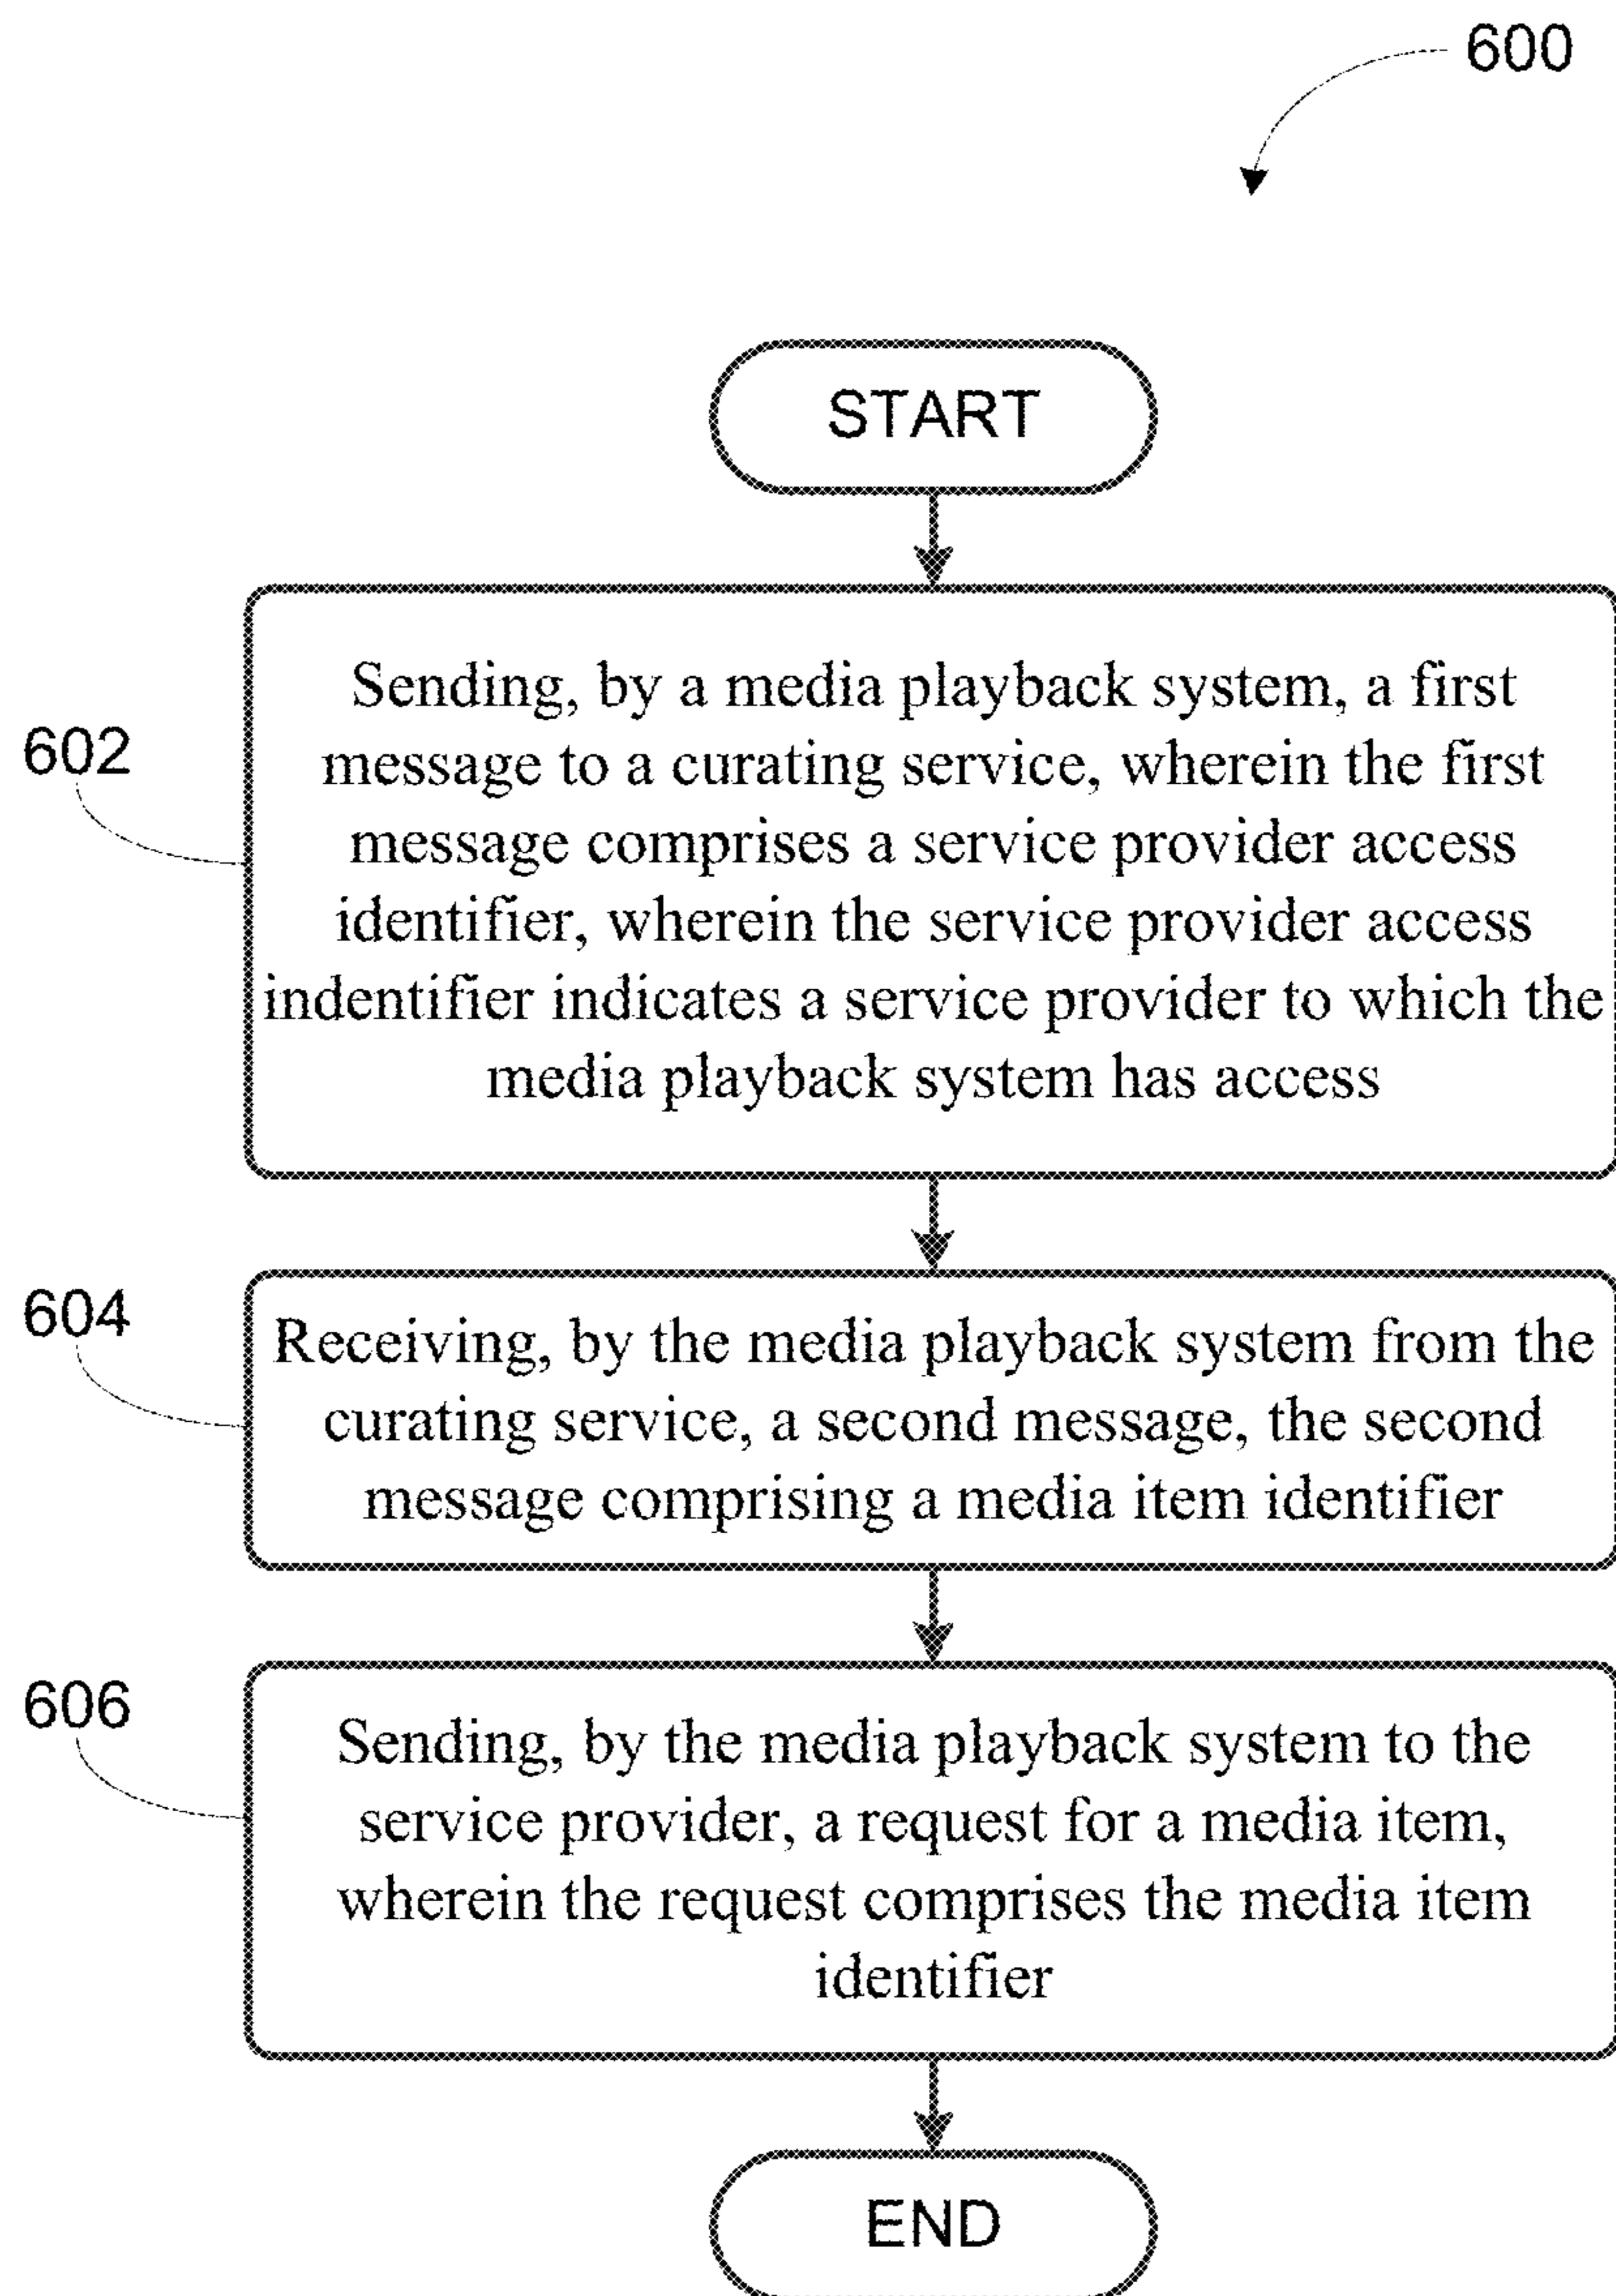 600
START
602
Sending, by a media playback system, a first
message to a curating service, wherein the first
message comprises a service provider access
identifier, wherein the service provider access
indentifier indicates a service provider to which the
media playback system has access
604
Receiving, by the media playback system from the
curating service, a second message, the second
message comprising a media item identifier
606
Sending, by the media playback system to the
service provider, a request for a media item,
wherein the request comprises the media item
identifier
END